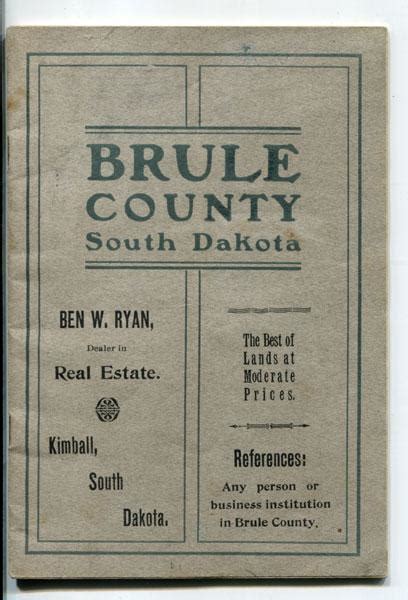 BRULE
COUNTY
South Dakota
BEN W. RYAN,
Dealer in
Real Estate.
Kimball,
South
Dakota.
The Best of
Lands at
Moderate
Prices.
References:
Any person or
business institution
in Brule County.